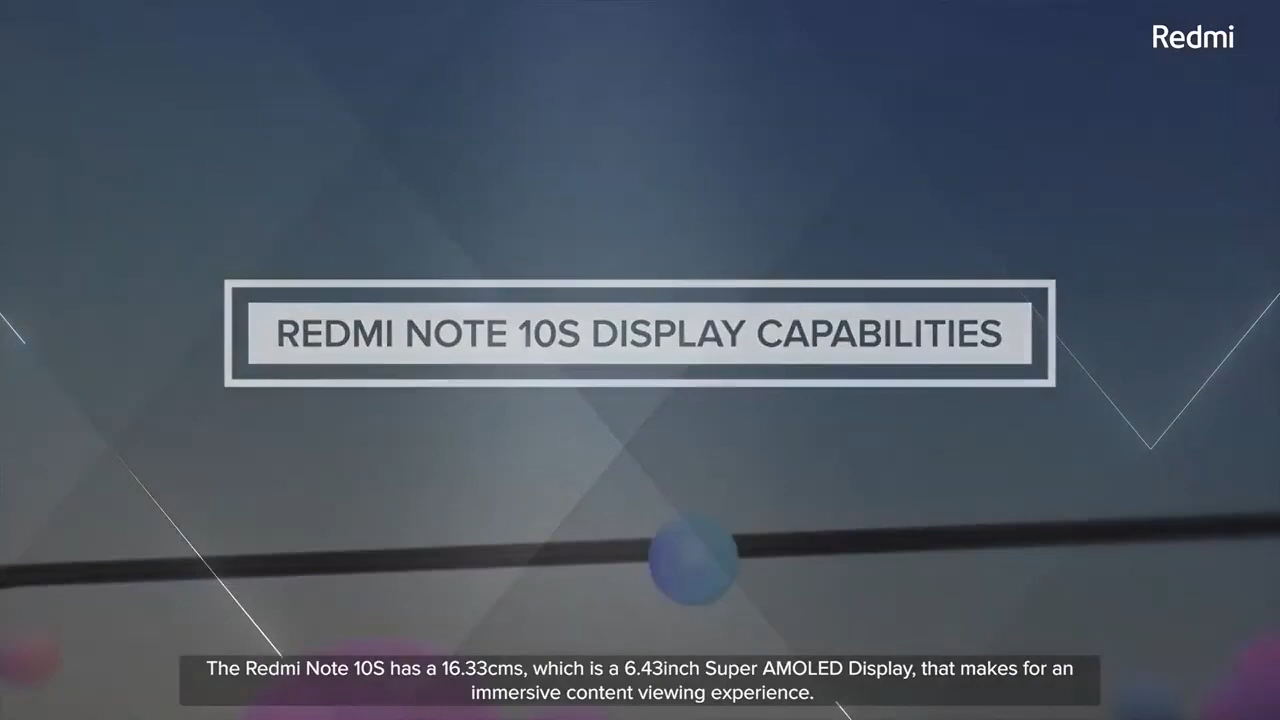 Redmi
REDMI NOTE 10S DISPLAY CAPABILITIES
The Redmi Note 10S has a 16.33cms, which is a 6.43inch Super AMOLED Display, that makes for an
immersive content viewing experience.